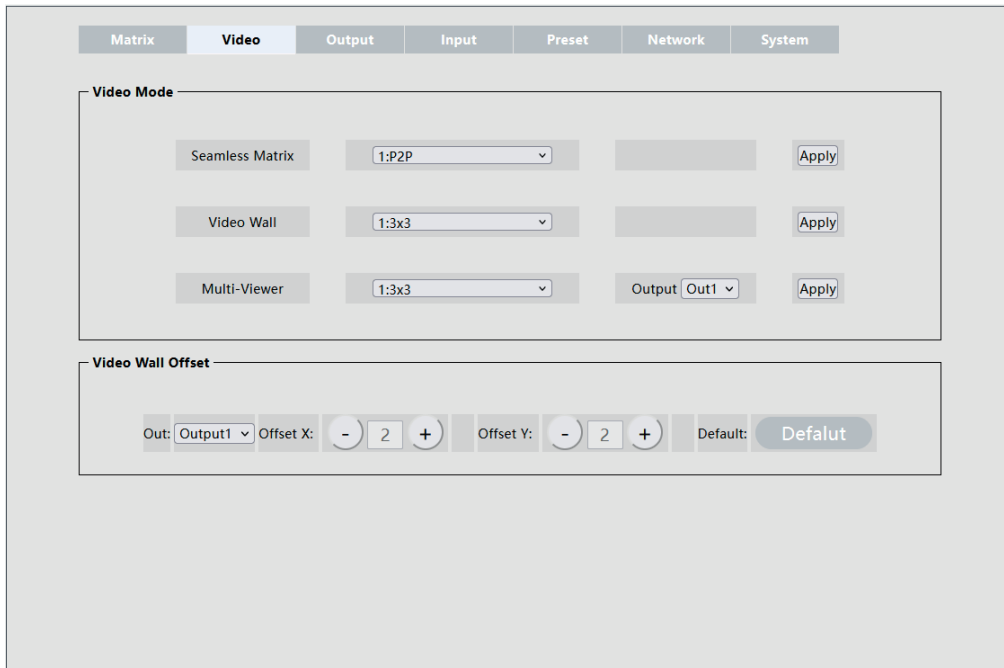 Matrix Video Output Input Preset Network System
Video Mode
Seamless Matrix 1:P2P Apply
Video Wall 1:3x3 Apply
Multi-Viewer 1:3x3 Output Out1 Apply
Video Wall Offset
Out: Output1 Offset X: - 2 + Offset Y: - 2 + Default: Defalut